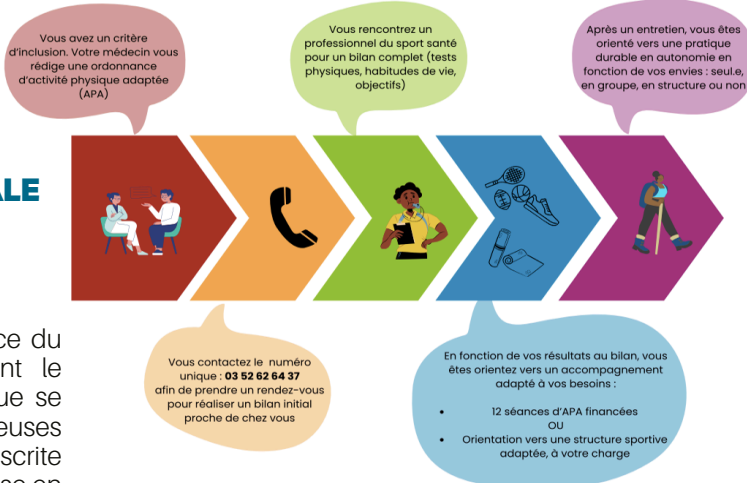 Vous avez un critère
d'inclusion. Votre médecin vous
rédige une ordonnance
d'activité physique adaptée
(APA)
Vous rencontrez un
professionnel du sport santé
pour un bilan complet (tests
physiques, habitudes de vie,
objectifs)
Après un entretien, vous êtes
orienté vers une pratique
durable en autonomie en
fonction de vos envies : seul.e,
en groupe, en structure ou non
ALE
ce du
nt le
ue se
euses
scrite
Vous contactez le numéro
unique : 03 52 62 64 37
afin de prendre un rendez-vous
pour réaliser un bilan initial
proche de chez vous
En fonction de vos résultats au bilan, vous
êtes orientez vers un accompagnement
adapté à vos besoins :
• 12 séances d'APA financées
OU
• Orientation vers une structure sportive
adaptée, à votre charge